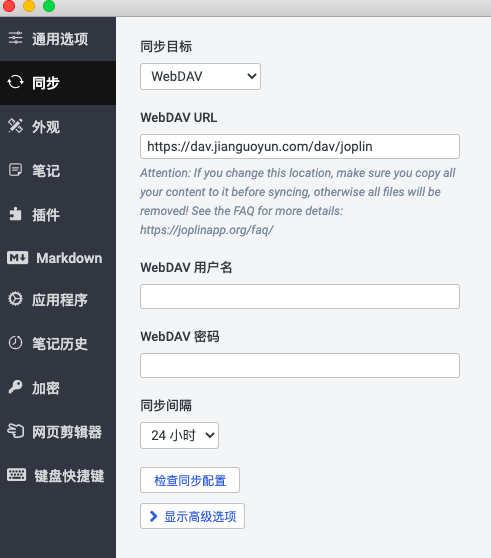 通用选项
同步
外观
笔记
插件
Markdown
应用程序
笔记历史
加密
网页剪辑器
键盘快捷键
同步目标
WebDAV
WebDAV URL
https://dav.jianguoyun.com/dav/joplin
Attention: If you change this location, make sure you copy all
your content to it before syncing, otherwise all files will be
removed! See the FAQ for more details:
https://joplinapp.org/faq/
WebDAV 用户名
WebDAV 密码
同步间隔
24 小时
检查同步配置
显示高级选项